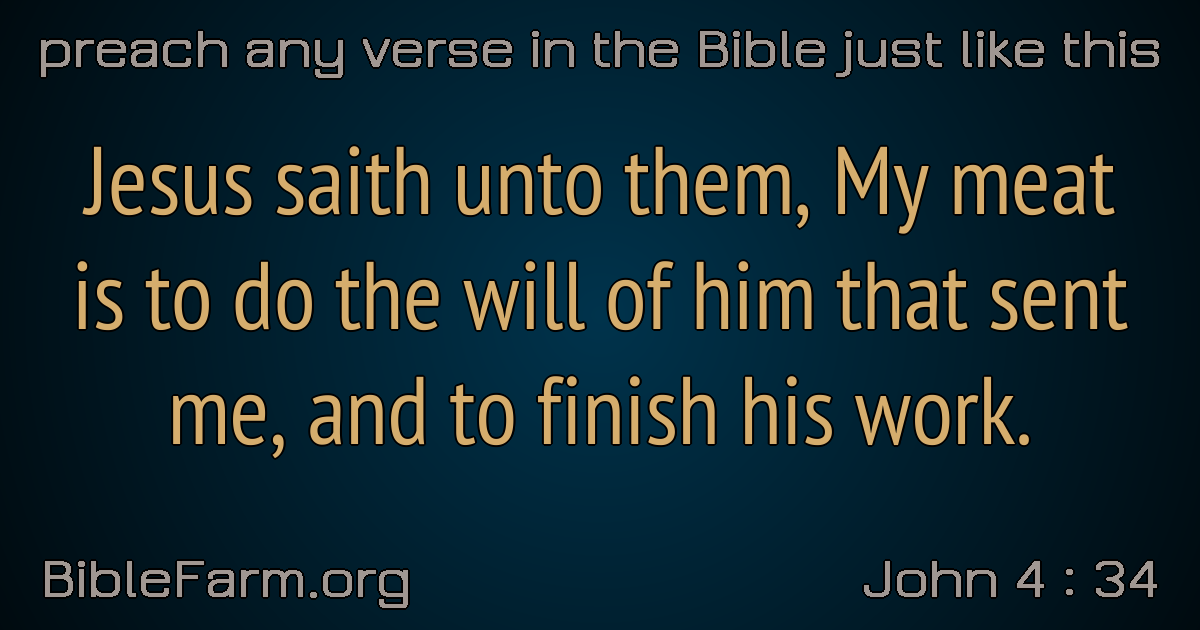 preach any verse in the Bible just like this
Jesus saith unto them, My meat
is to do the will of him that sent
me, and to finish his work.
BibleFarm.org
John 4 : 34